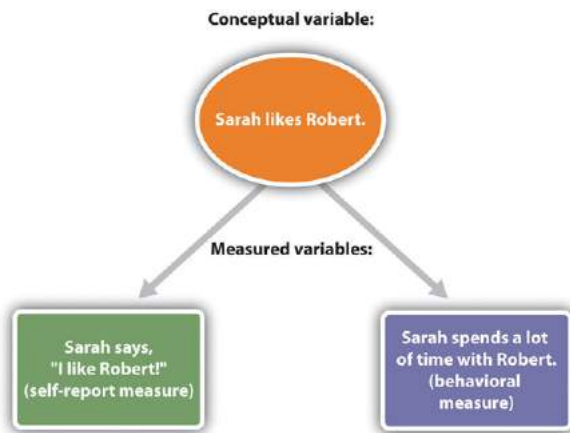 Conceptual variable:
Sarah likes Robert.
Measured variables:
Sarah says,
"I like Robert!"
(self-report measure)
Sarah spends a lot
of time with Robert.
(behavioral
measure)